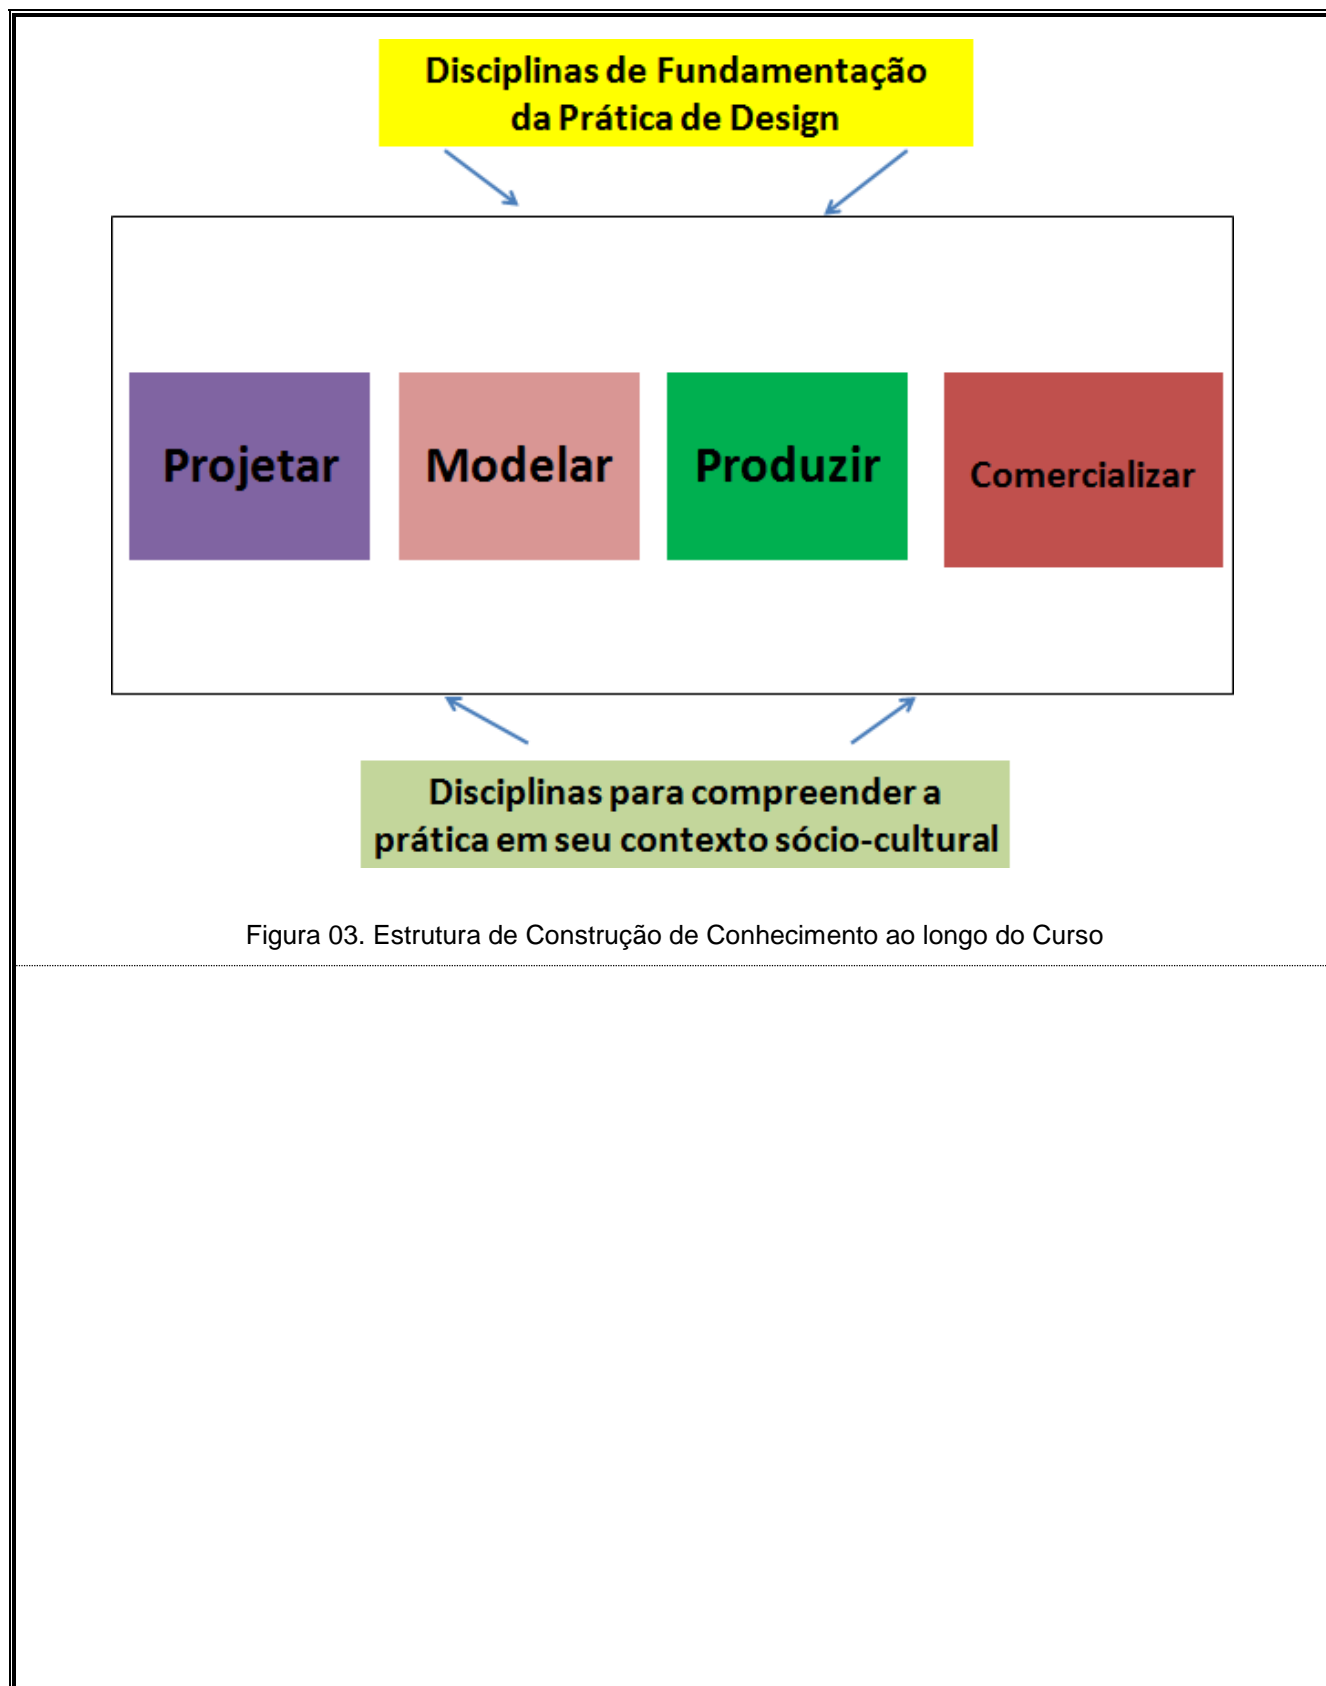 Disciplinas de Fundamentação
da Prática de Design
Projetar
Modelar
Produzir
Comercializar
Disciplinas para compreender a
prática em seu contexto sócio-cultural
Figura 03. Estrutura de Construção de Conhecimento ao longo do Curso